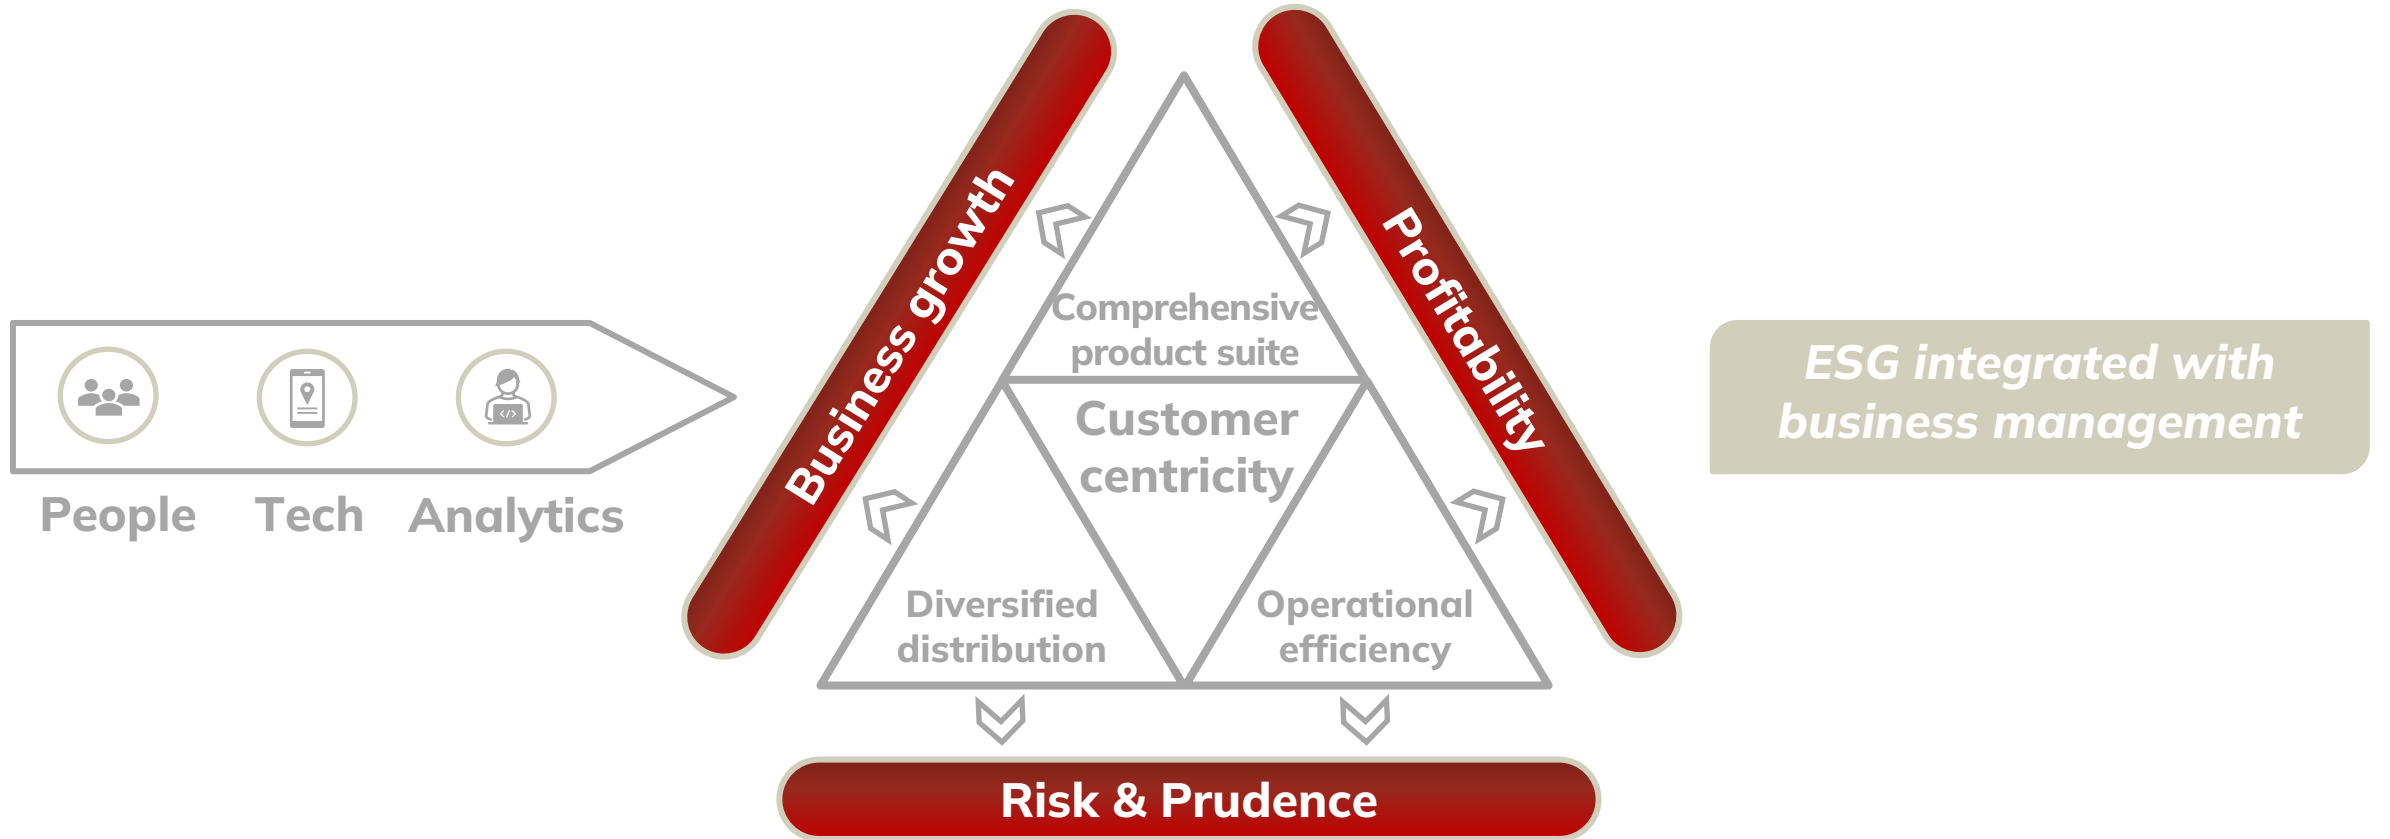 Business growth
Profitability
Comprehensive
product suite
Customer
centricity
Diversified
distribution
Operational
efficiency
Risk & Prudence
People
Tech
Analytics
</>
ESG integrated with
business management